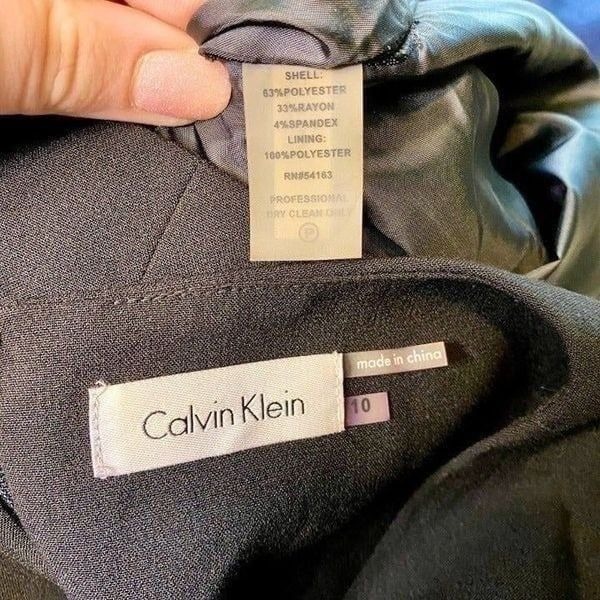 SHELL:
63%POLYESTER
33%RAYON
4%SPANDEX
LINING:
100%POLYESTER
RN#54163
PROFESSIONAL
DRY CLEAN ONLY
P
made in china
Calvin Klein
10